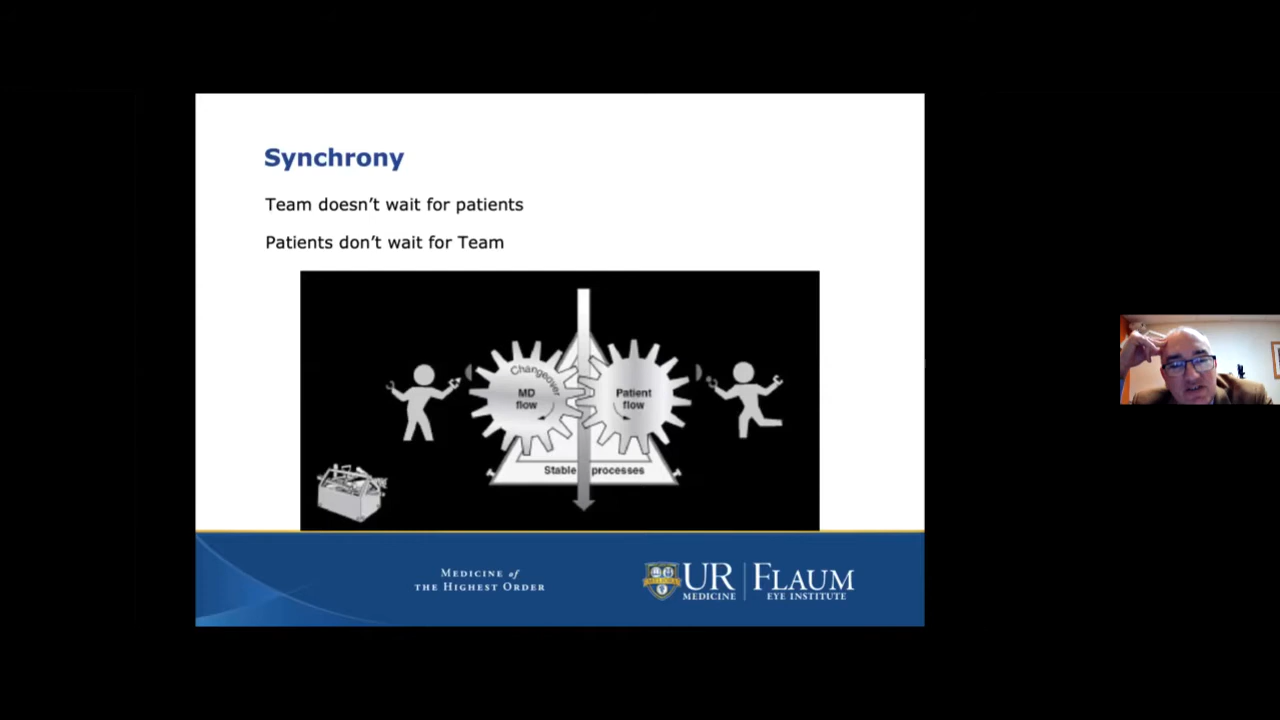 Synchrony
Team doesn’t wait for patients
Patients don’t wait for Team
Changeover
MD
flow
Patient
flow
Stable processes
MEDICINE of
THE HIGHEST ORDER
MELIORA
UR
MEDICINE
FLAUM
EYE INSTITUTE